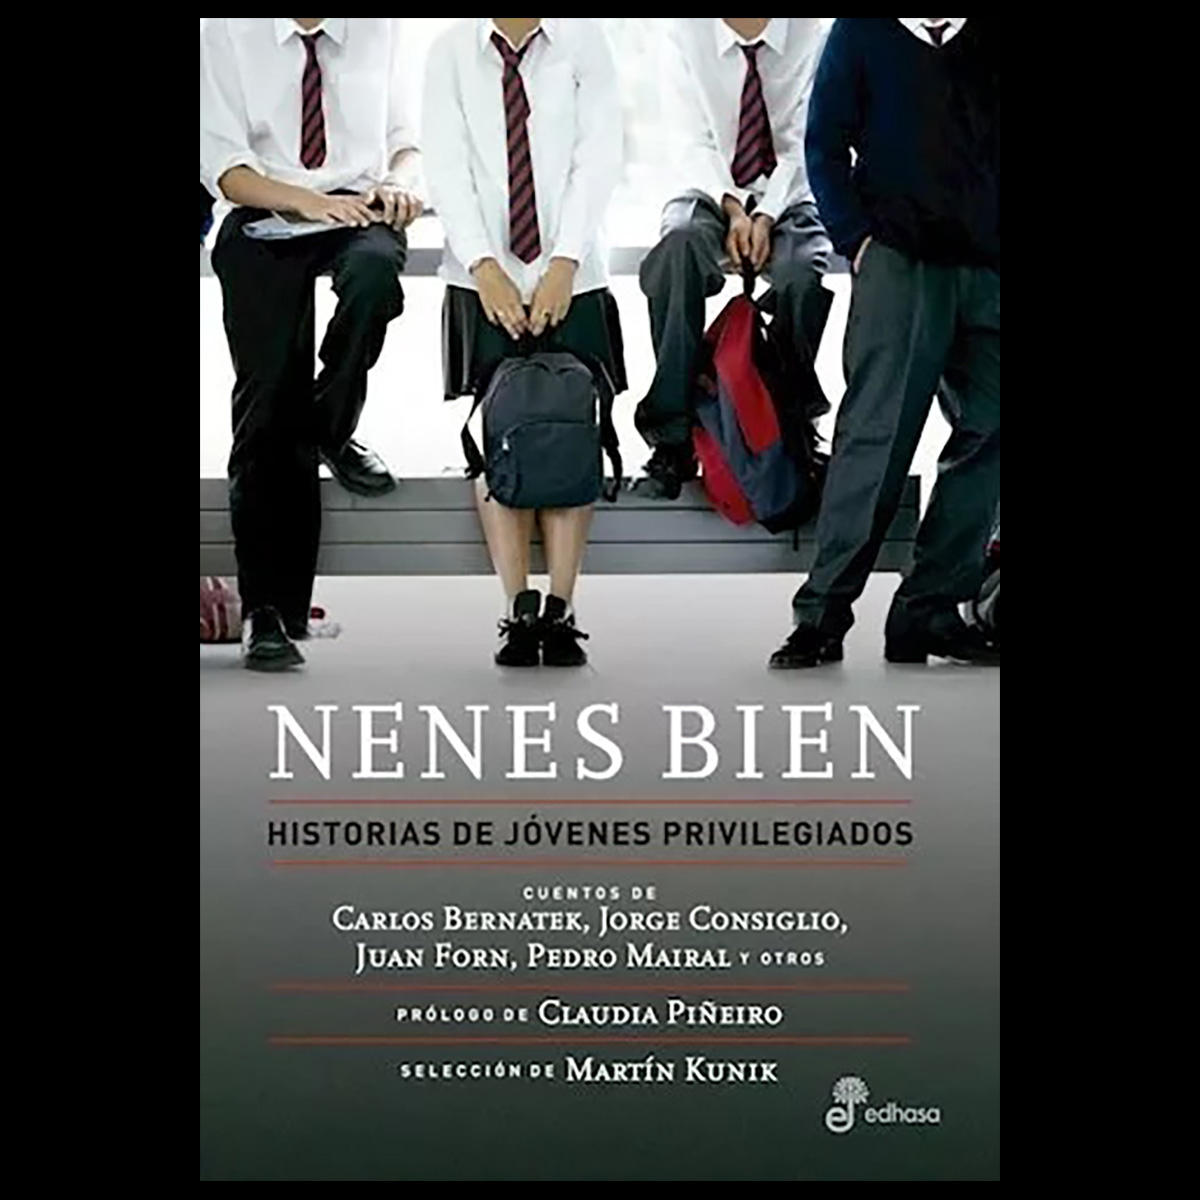 NENES BIEN
HISTORIAS DE JÓVENES PRIVILEGIADOS
CUENTOS DE
CARLOS BERNATEK, JORGE CONSIGLIO,
JUAN FORN, PEDRO MAIRAL Y OTROS
PRÓLOGO DE CLAUDIA PIÑEIRO
SELECCIÓN DE MARTÍN KUNIK
edhasa